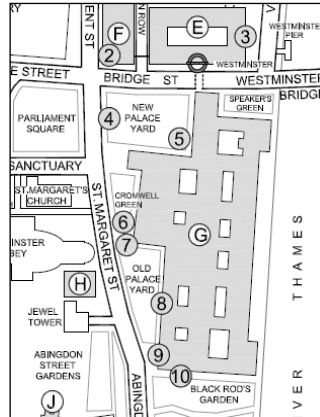 RY
ENT ST
N ROW
F
E
3
V
2
WESTMINSTER
PIER
WESTMINSTER
E STREET
BRIDGE ST
WESTMINSTER
BRIDGE
4
NEW
PALACE
YARD
SPEAKER'S
GREEN
PARLIAMENT
SQUARE
5
SANCTUARY
ST. MARGARET'S
CHURCH
ST. MARGARET ST
CROMWELL
GREEN
6
G
7
INSTER
BEY
OLD
PALACE
YARD
H
8
JEWEL
TOWER
THAMES
ABINGDON
STREET
GARDENS
9
10
BLACK ROD'S
GARDEN
J
ABING
VER